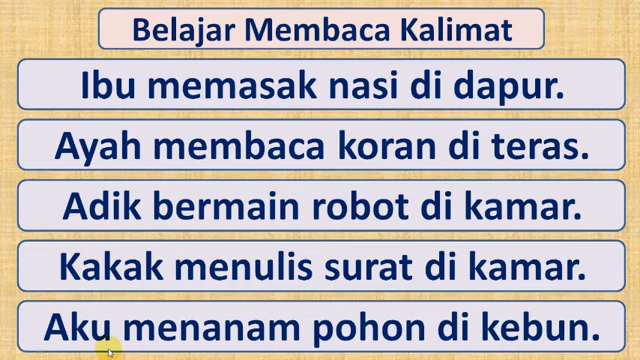 Belajar Membaca Kalimat
Ibu memasak nasi di dapur.
Ayah membaca koran di teras.
Adik bermain robot di kamar.
Kakak menulis surat di kamar.
Aku menanam pohon di kebun.